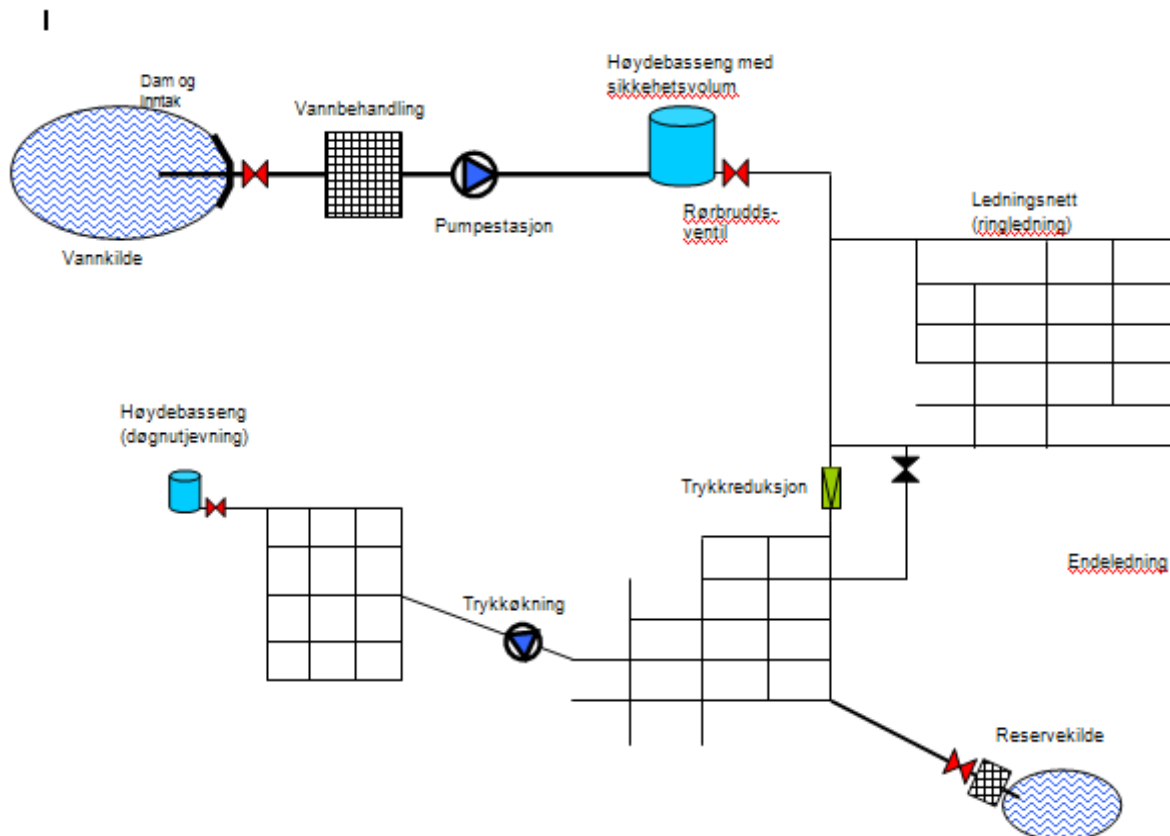 I
Dam og
Inntak
Vannbehandling
Høydebasseng med
sikkehetsvolum
Pumpestasjon
Rørbrudds-
ventil
Ledningsnett
(ringledning)
Vannkilde
Høydebasseng
(døgnutjevning)
Trykkreduksjon
Endeledning
Trykkøkning
Reservekilde